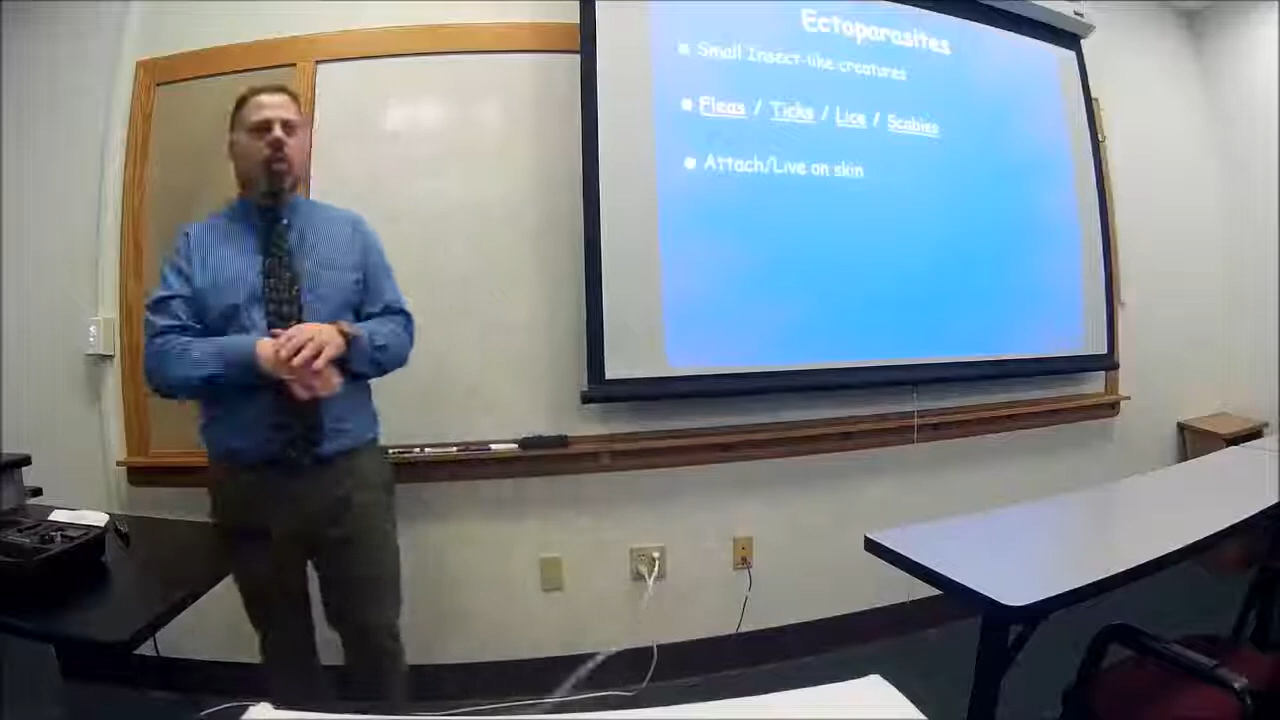 Ectoparasites
Small Insect-like creatures
Fleas / Ticks / Lice / Scabies
Attach/Live on skin